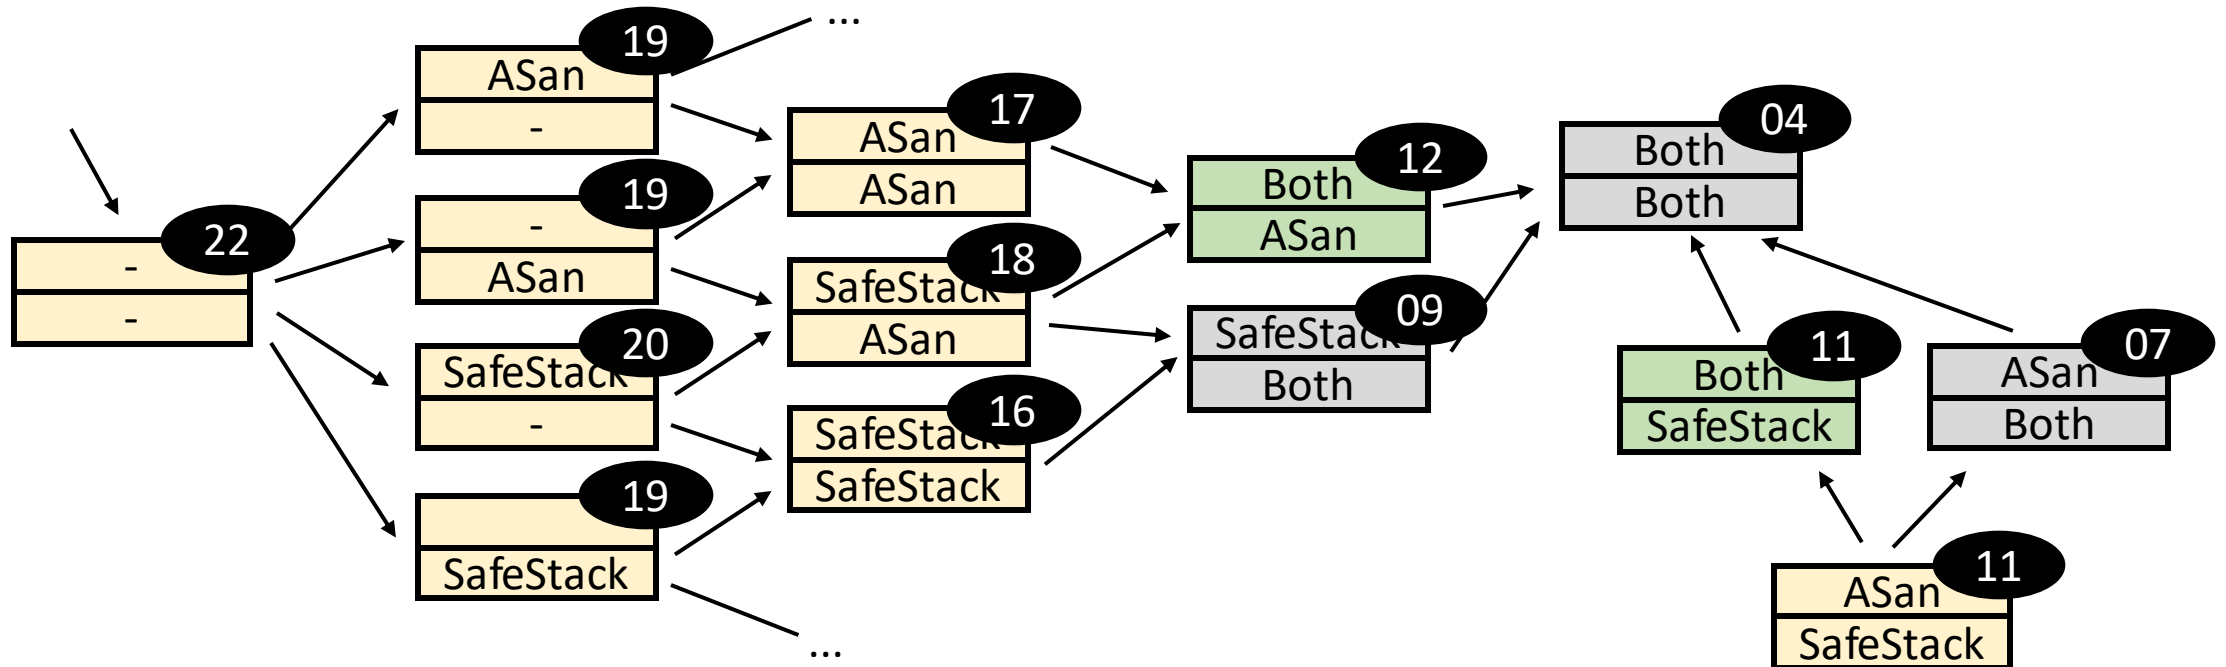 ...
19
ASan
-
22
-
-
19
-
ASan
20
SafeStack
-
19
SafeStack
...
17
ASan
ASan
18
SafeStack
ASan
16
SafeStack
SafeStack
12
Both
ASan
09
SafeStack
Both
04
Both
Both
11
Both
SafeStack
07
ASan
Both
11
ASan
SafeStack